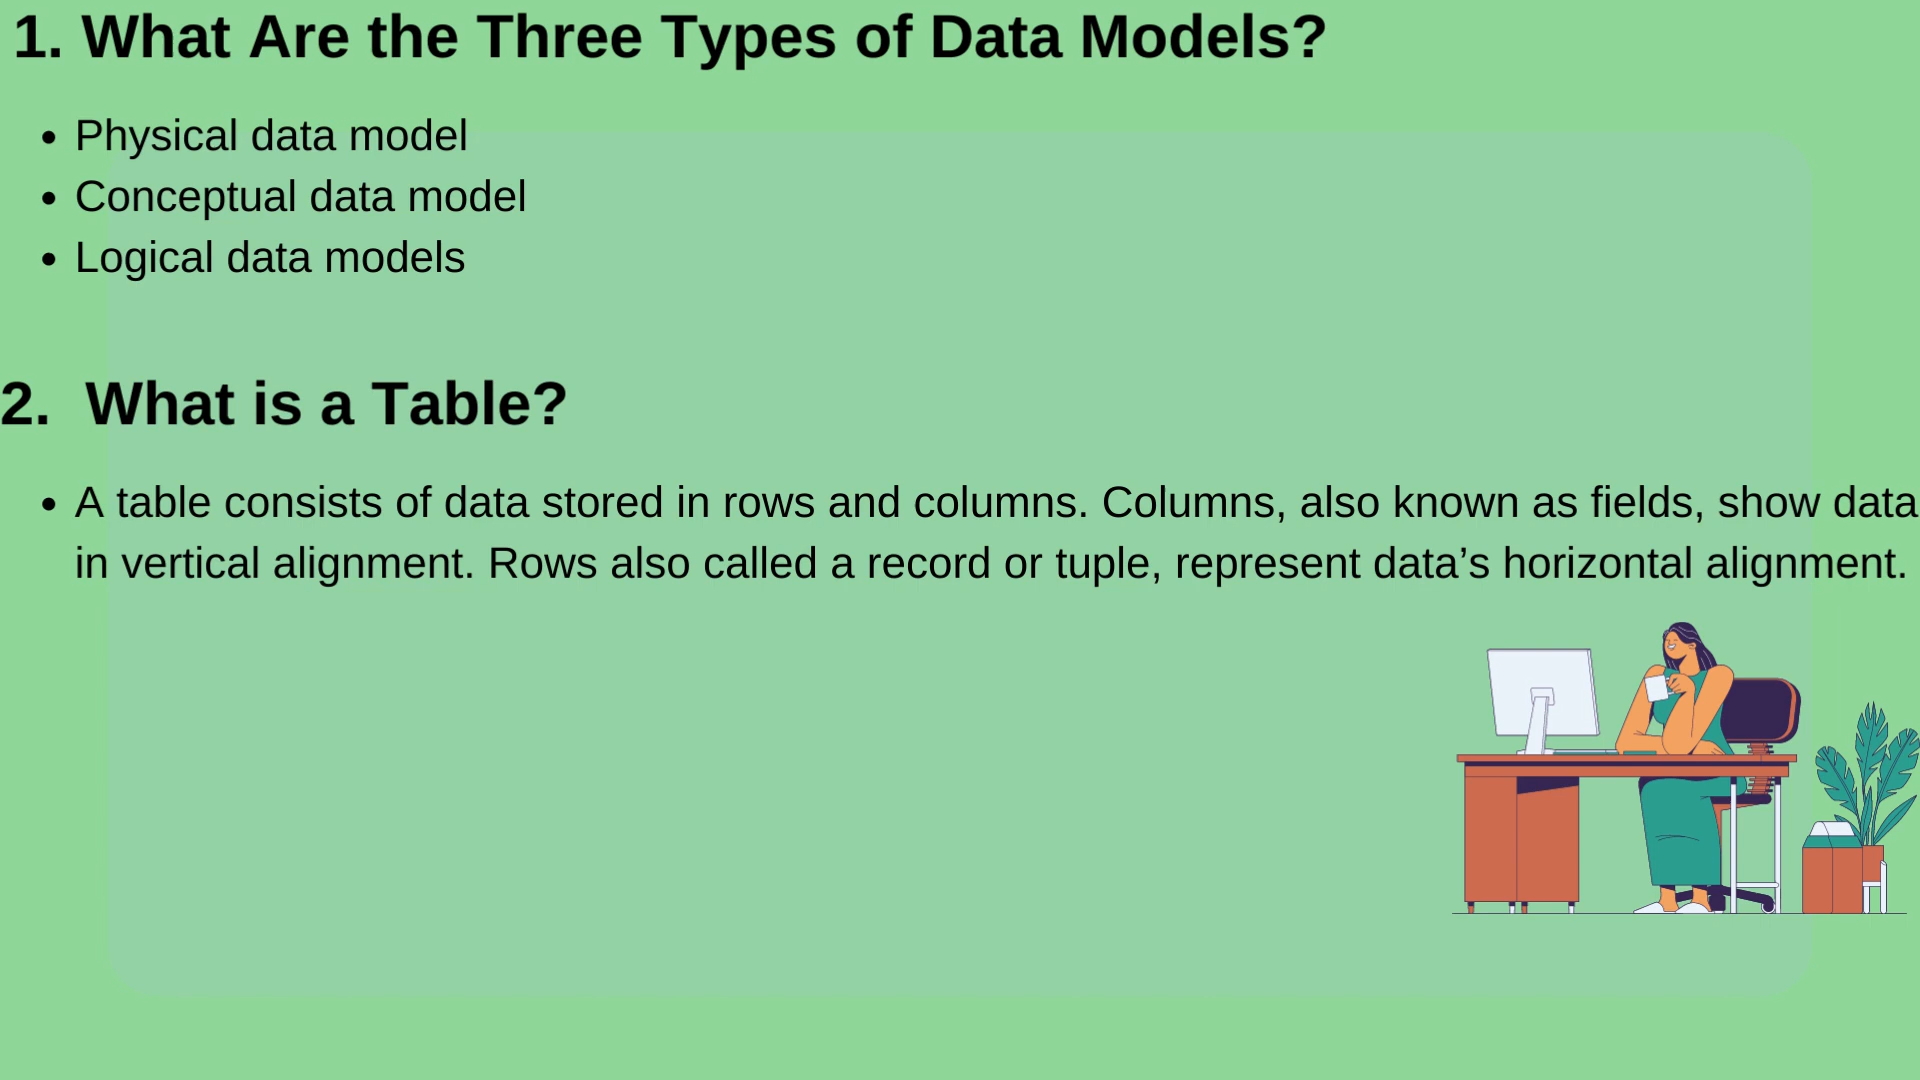 1. What Are the Three Types of Data Models?
• Physical data model
• Conceptual data model
• Logical data models
2. What is a Table?
• A table consists of data stored in rows and columns. Columns, also known as fields, show data
in vertical alignment. Rows also called a record or tuple, represent data’s horizontal alignment.